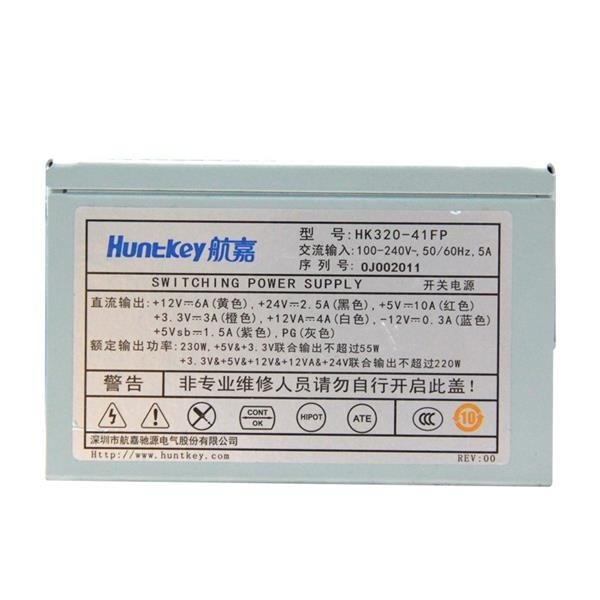 Huntkey航嘉
型 号:HK320-41FP
交流输入:100-240V~,50/60Hz,5A
序列号: 0J002011
SWITCHING POWER SUPPLY 开关电源
直流输出:+12V⎓6A(黄色),+24V⎓2.5A(黑色),+5V⎓10A(红色)
+3.3V⎓3A(橙色),+12VA⎓4A(白色),-12V⎓0.3A(蓝色)
+5Vsb⎓1.5A(紫色),PG(灰色)
额定输出功率:230W,+5V&+3.3V联合输出不超过55W
+3.3V&+5V&+12V&+12VA&+24V联合输出不超过220W
警告 非专业维修人员请勿自行开启此盖!
CONT OK HIPOT ATE CCC 10
深圳市航嘉驰源电气股份有限公司
Http://www.huntkey.com
REV:00